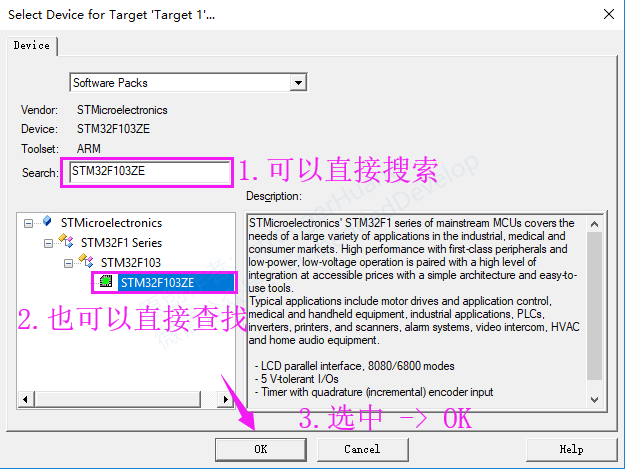 Select Device for Target 'Target 1'...
Device
Software Packs
Vendor: STMicroelectronics
Device: STM32F103ZE
Toolset: ARM
Search: STM32F103ZE
1.可以直接搜索
Description:
STMicroelectronics
STM32F1 Series
STM32F103
STM32F103ZE
2.也可以直接查找
STMicroelectronics' STM32F1 series of mainstream MCUs covers the
needs of a large variety of applications in the industrial, medical and
consumer markets. High perfomance with first-class peripherals and
low-power, low-voltage operation is paired with a high level of
integration at accessible prices with a simple architecture and easy-to-
use tools.
Typical applications include motor drives and application control,
medical and handheld equipment, industrial applications, PLCs,
inverters, printers, and scanners, alarm systems, video intercom, HVAC
and home audio equipment.
- LCD parallel interface, 8080/6800 modes
- 5 V-tolerant I/Os
- Timer with quadrature (incremental) encoder input
3.选中 -> OK
OK
Cancel
Help